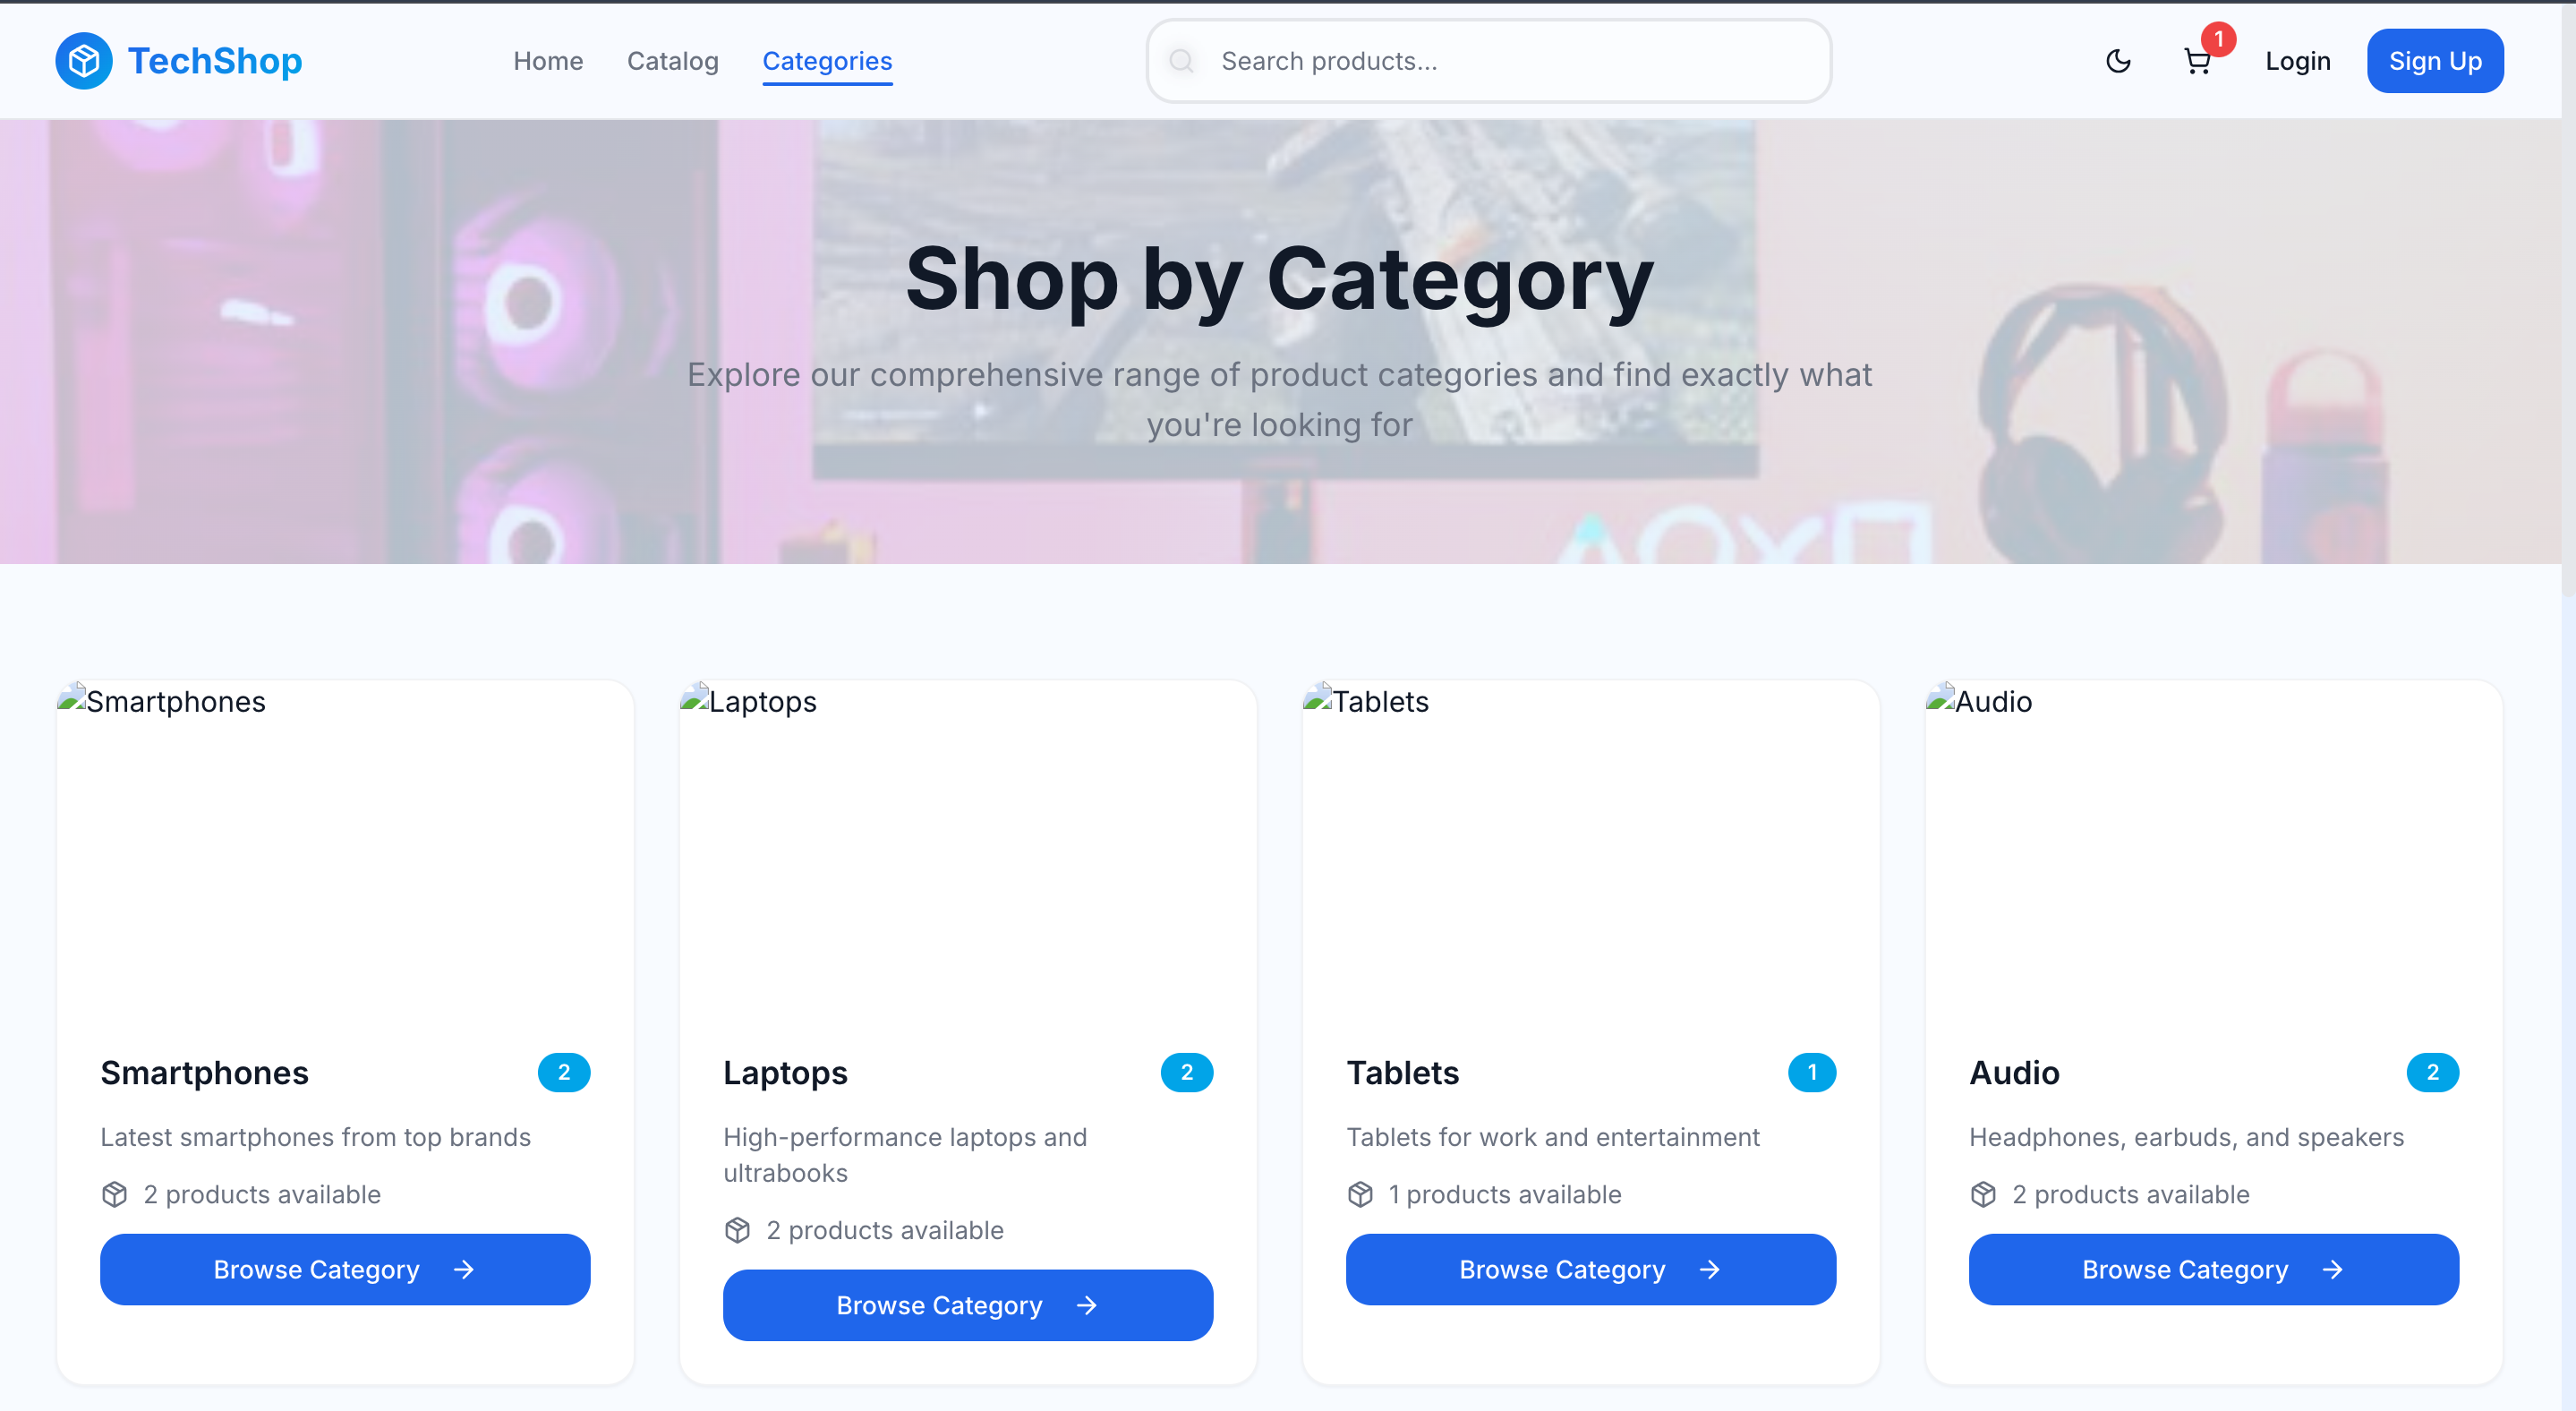 TechShop
Home
Catalog
Categories
Search products...
1
Login
Sign Up
Shop by Category
Explore our comprehensive range of product categories and find exactly what
you're looking for
Smartphones
Laptops
Tablets
Audio
Smartphones
2
Latest smartphones from top brands
2 products available
Browse Category
Laptops
2
High-performance laptops and
ultrabooks
2 products available
Browse Category
Tablets
1
Tablets for work and entertainment
1 products available
Browse Category
Audio
2
Headphones, earbuds, and speakers
2 products available
Browse Category